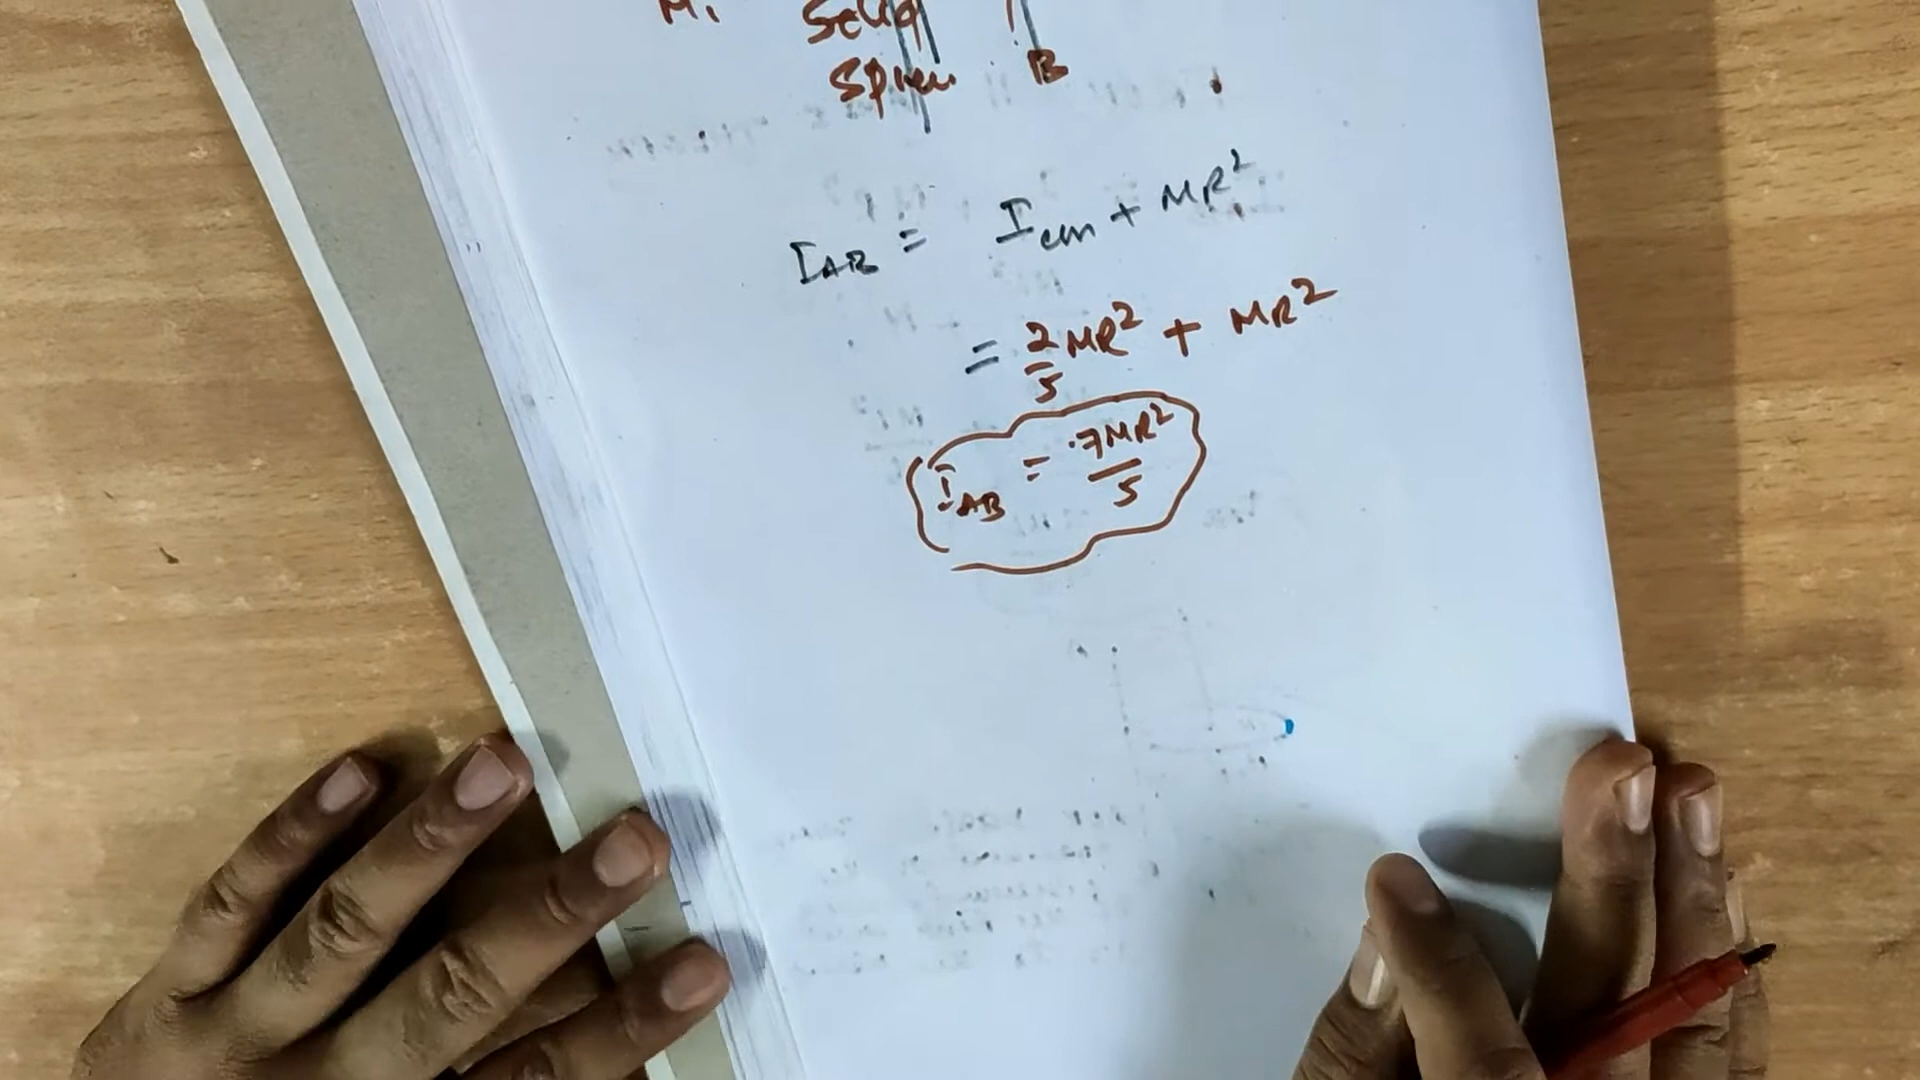 M, Solid
Sphere B
I_AB = I_cm + MR²
= 2/5 MR² + MR²
I_AB = 7MR²/5